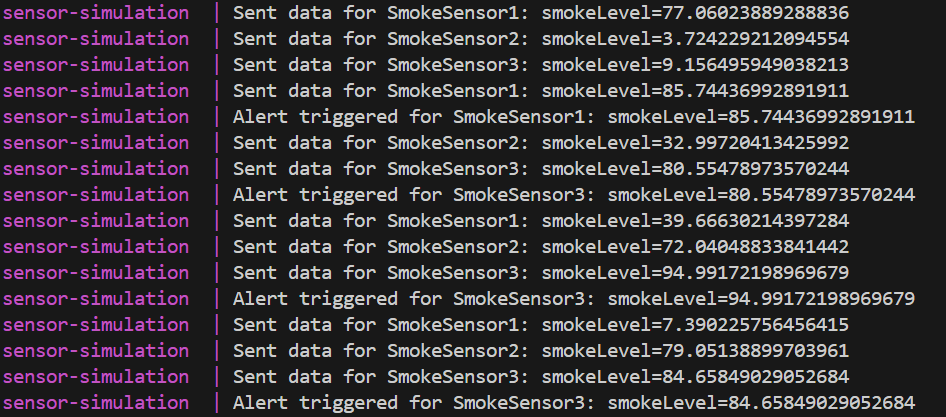 sensor-simulation | Sent data for SmokeSensor1: smokeLevel=77.06023889288836
sensor-simulation | Sent data for SmokeSensor2: smokeLevel=3.724229212094554
sensor-simulation | Sent data for SmokeSensor3: smokeLevel=9.156495949038213
sensor-simulation | Sent data for SmokeSensor1: smokeLevel=85.74436992891911
sensor-simulation | Alert triggered for SmokeSensor1: smokeLevel=85.74436992891911
sensor-simulation | Sent data for SmokeSensor2: smokeLevel=32.99720413425992
sensor-simulation | Sent data for SmokeSensor3: smokeLevel=80.55478973570244
sensor-simulation | Alert triggered for SmokeSensor3: smokeLevel=80.55478973570244
sensor-simulation | Sent data for SmokeSensor1: smokeLevel=39.66630214397284
sensor-simulation | Sent data for SmokeSensor2: smokeLevel=72.04048833841442
sensor-simulation | Sent data for SmokeSensor3: smokeLevel=94.99172198969679
sensor-simulation | Alert triggered for SmokeSensor3: smokeLevel=94.99172198969679
sensor-simulation | Sent data for SmokeSensor1: smokeLevel=7.390225756456415
sensor-simulation | Sent data for SmokeSensor2: smokeLevel=79.05138899703961
sensor-simulation | Sent data for SmokeSensor3: smokeLevel=84.65849029052684
sensor-simulation | Alert triggered for SmokeSensor3: smokeLevel=84.65849029052684